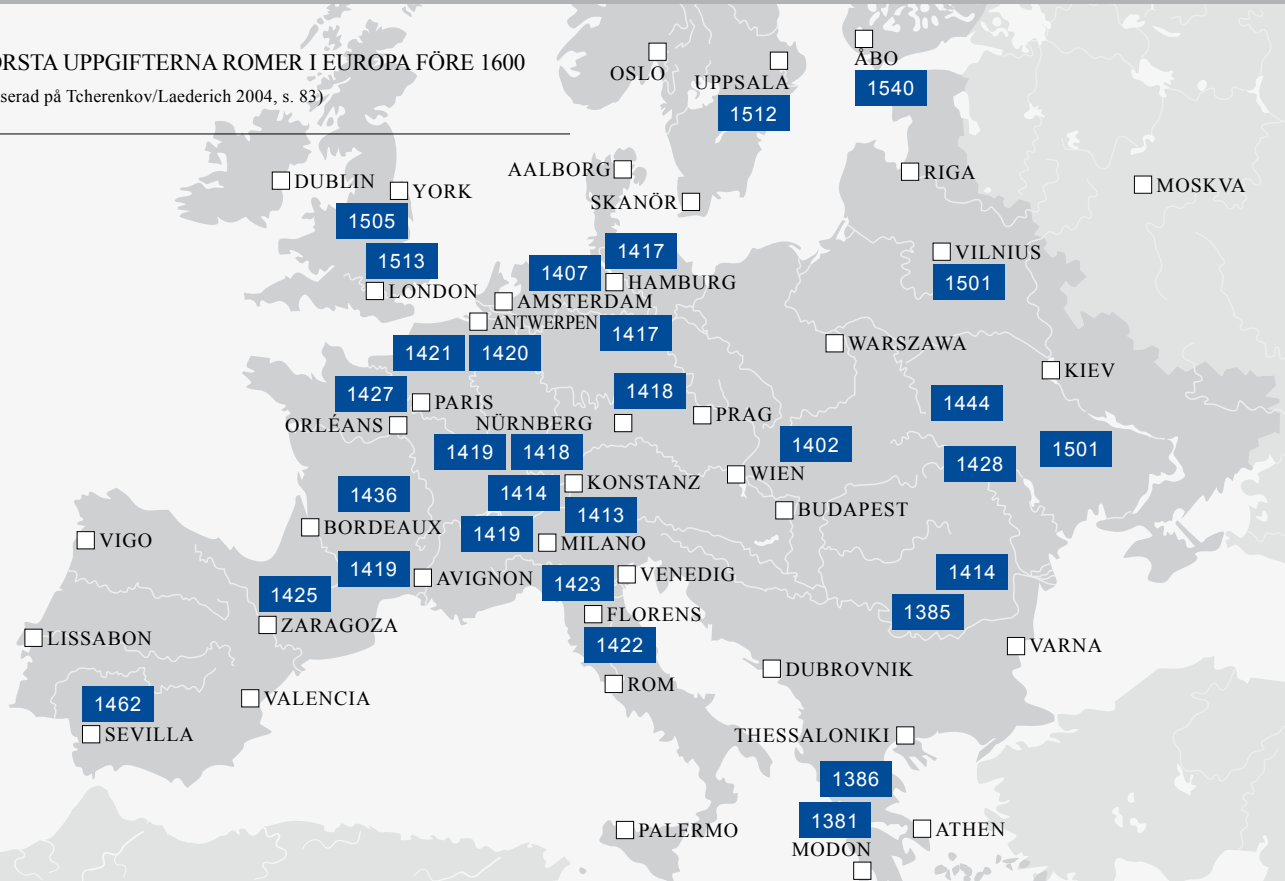 ÖRSTA UPPGIFTERNA ROMER I EUROPA FÖRE 1600
serad på Tcherenkov/Laederich 2004, s. 83)
OSLO
UPPSALA
1512
ÅBO
1540
DUBLIN
YORK
1505
1513
LONDON
AALBORG
SKANÖR
RIGA
MOSKVA
1417
1407
HAMBURG
AMSTERDAM
ANTWERPEN
1417
VILNIUS
1501
1421
1420
WARSZAWA
KIEV
1427
PARIS
ORLÉANS
1418
NÜRNBERG
PRAG
1444
1419
1418
1402
1428
1501
1436
1414
KONSTANZ
WIEN
BUDAPEST
1413
BORDEAUX
1419
MILANO
VIGO
1419
AVIGNON
1423
VENEDIG
1414
1425
ZARAGOZA
FLORENS
1385
LISSABON
1422
VARNA
DUBROVNIK
ROM
1462
VALENCIA
SEVILLA
THESSALONIKI
1386
1381
MODON
ATHEN
PALERMO